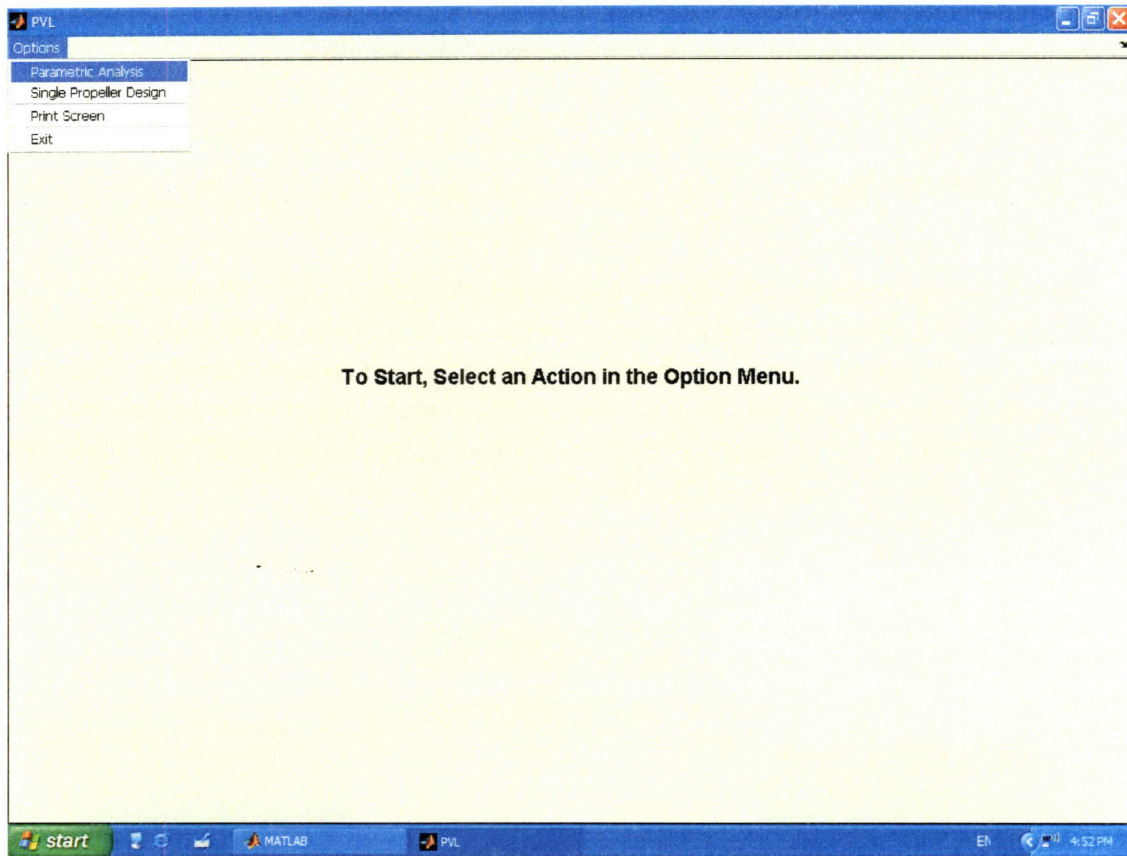 PVL
Options
Parametric Analysis
Single Propeller Design
Print Screen
Exit
To Start, Select an Action in the Option Menu.
start
MATLAB
PVL
EN
4:52 PM